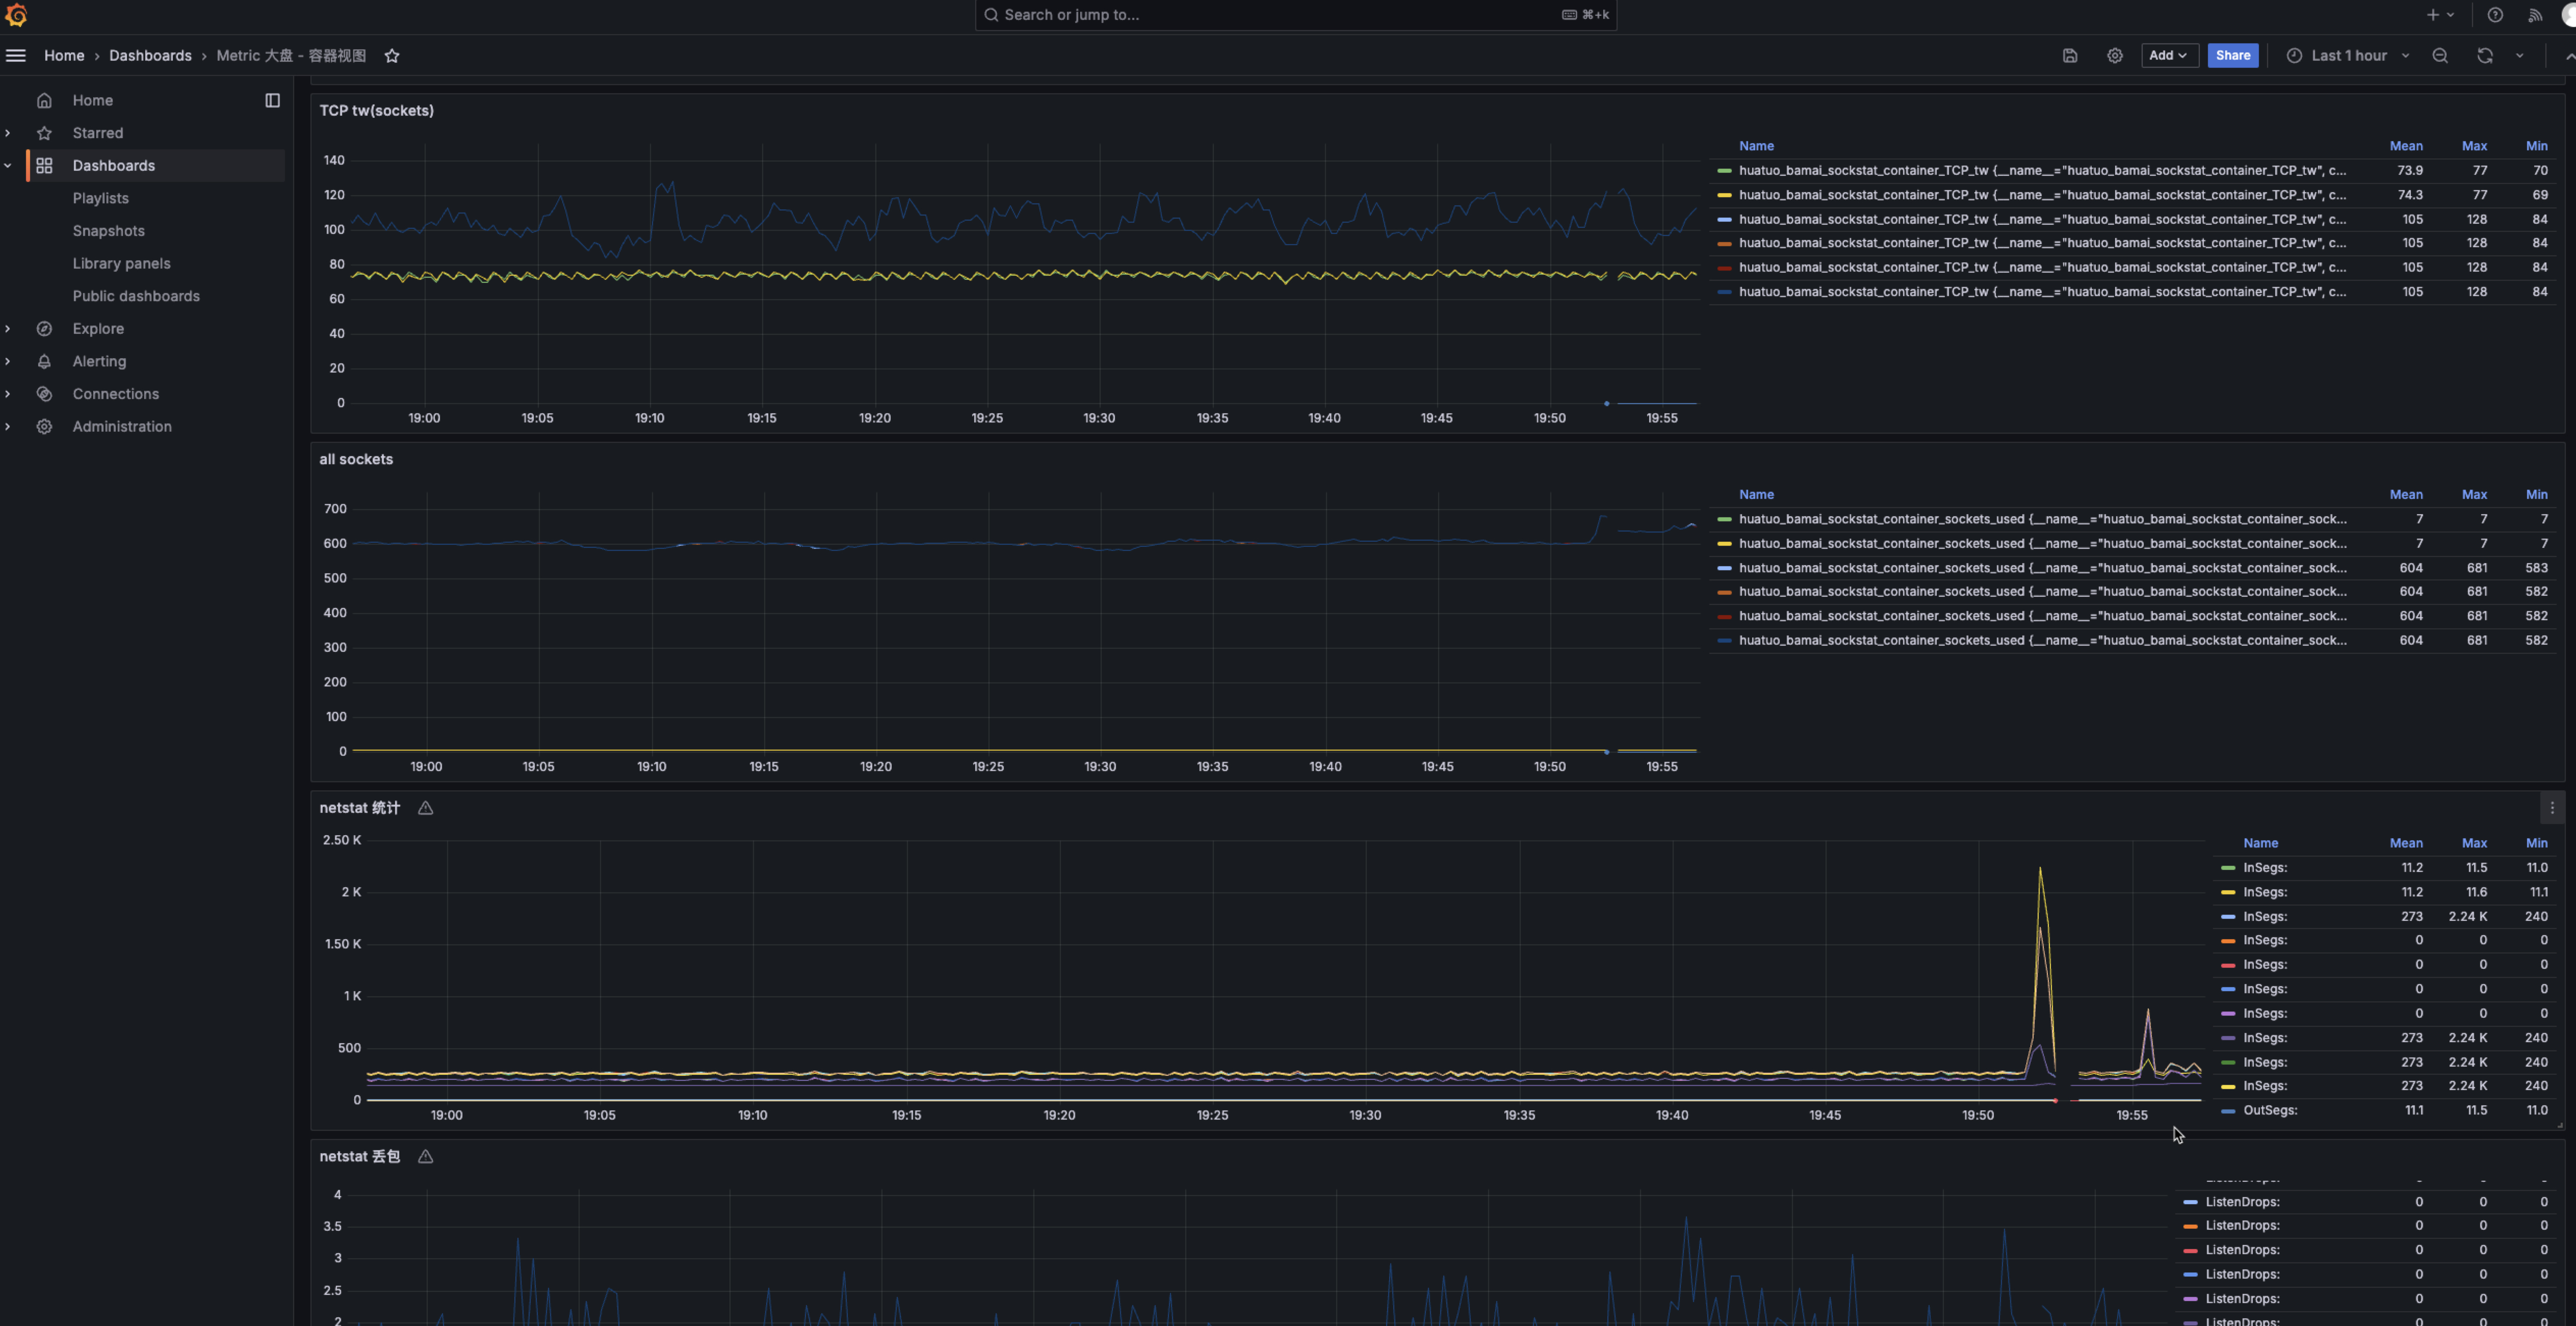 Search or jump to...
⌘+k
Home › Dashboards › Metric 大盘 - 容器视图
Add
Share
Last 1 hour
Home
Starred
Dashboards
Playlists
Snapshots
Library panels
Public dashboards
Explore
Alerting
Connections
Administration
TCP tw(sockets)
140
120
100
80
60
40
20
0
19:00 19:05 19:10 19:15 19:20 19:25 19:30 19:35 19:40 19:45 19:50 19:55
Name Mean Max Min
huatuo_bamai_sockstat_container_TCP_tw {__name__="huatuo_bamai_sockstat_container_TCP_tw", c... 73.9 77 70
huatuo_bamai_sockstat_container_TCP_tw {__name__="huatuo_bamai_sockstat_container_TCP_tw", c... 74.3 77 69
huatuo_bamai_sockstat_container_TCP_tw {__name__="huatuo_bamai_sockstat_container_TCP_tw", c... 105 128 84
huatuo_bamai_sockstat_container_TCP_tw {__name__="huatuo_bamai_sockstat_container_TCP_tw", c... 105 128 84
huatuo_bamai_sockstat_container_TCP_tw {__name__="huatuo_bamai_sockstat_container_TCP_tw", c... 105 128 84
huatuo_bamai_sockstat_container_TCP_tw {__name__="huatuo_bamai_sockstat_container_TCP_tw", c... 105 128 84
all sockets
700
600
500
400
300
200
100
0
19:00 19:05 19:10 19:15 19:20 19:25 19:30 19:35 19:40 19:45 19:50 19:55
Name Mean Max Min
huatuo_bamai_sockstat_container_sockets_used {__name__="huatuo_bamai_sockstat_container_sock... 7 7 7
huatuo_bamai_sockstat_container_sockets_used {__name__="huatuo_bamai_sockstat_container_sock... 7 7 7
huatuo_bamai_sockstat_container_sockets_used {__name__="huatuo_bamai_sockstat_container_sock... 604 681 583
huatuo_bamai_sockstat_container_sockets_used {__name__="huatuo_bamai_sockstat_container_sock... 604 681 582
huatuo_bamai_sockstat_container_sockets_used {__name__="huatuo_bamai_sockstat_container_sock... 604 681 582
huatuo_bamai_sockstat_container_sockets_used {__name__="huatuo_bamai_sockstat_container_sock... 604 681 582
netstat 统计
2.50 K
2 K
1.50 K
1 K
500
0
19:00 19:05 19:10 19:15 19:20 19:25 19:30 19:35 19:40 19:45 19:50 19:55
Name Mean Max Min
InSegs: 11.2 11.5 11.0
InSegs: 11.2 11.6 11.1
InSegs: 273 2.24 K 240
InSegs: 0 0 0
InSegs: 0 0 0
InSegs: 0 0 0
InSegs: 0 0 0
InSegs: 273 2.24 K 240
InSegs: 273 2.24 K 240
InSegs: 273 2.24 K 240
OutSegs: 11.1 11.5 11.0
netstat 丢包
4
3.5
3
2.5
2
ListenDrops: 0 0 0
ListenDrops: 0 0 0
ListenDrops: 0 0 0
ListenDrops: 0 0 0
ListenDrops: 0 0 0
ListenDrops: 0 0 0